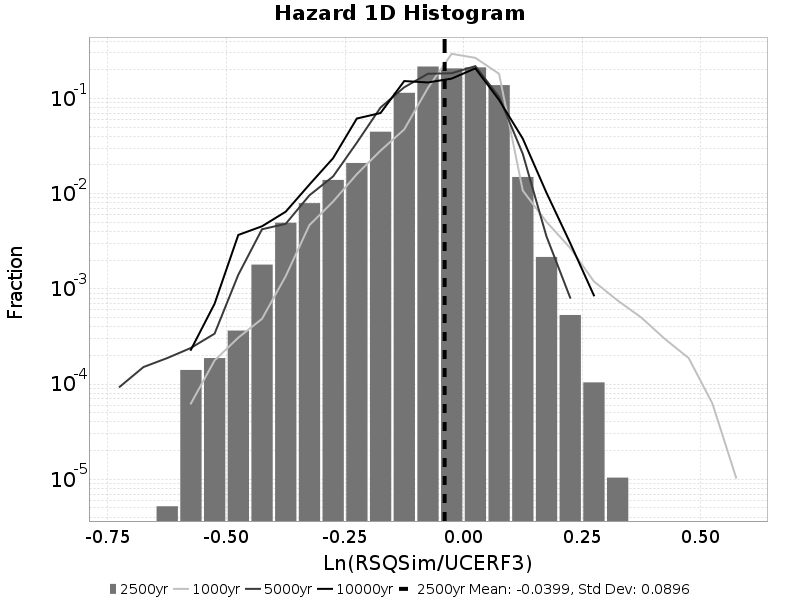 Hazard 1D Histogram
Fraction
10-1
10-2
10-3
10-4
10-5
-0.75 -0.50 -0.25 0.00 0.25 0.50
Ln(RSQSim/UCERF3)
2500yr 1000yr 5000yr 10000yr 2500yr Mean: -0.0399, Std Dev: 0.0896